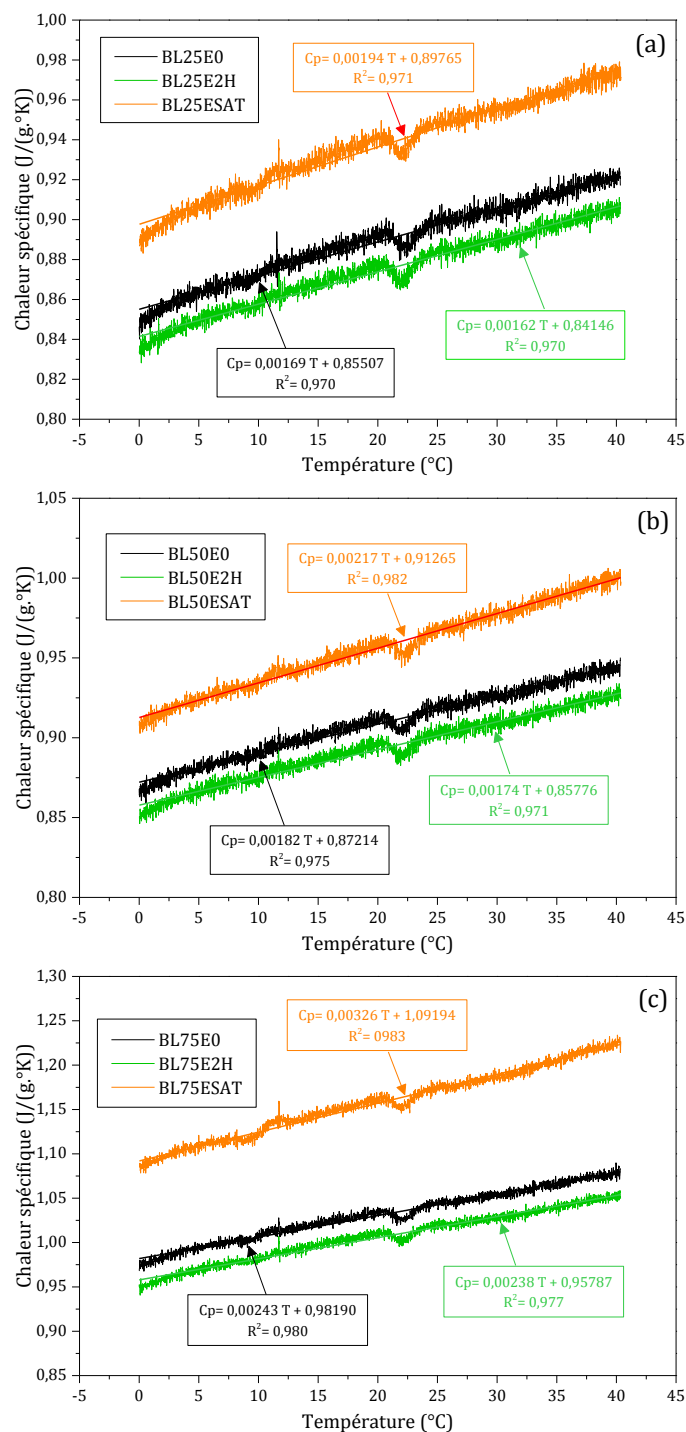 (a)
BL25E0
BL25E2H
BL25ESAT
Cp= 0,00194 T + 0,89765
R²= 0,971
Cp= 0,00162 T + 0,84146
R²= 0,970
Cp= 0,00169 T + 0,85507
R²= 0,970
Chaleur spécifique (J/(g.°K))
1,00
0,98
0,96
0,94
0,92
0,90
0,88
0,86
0,84
0,82
0,80
-5 0 5 10 15 20 25 30 35 40 45
Température (°C)
(b)
BL50E0
BL50E2H
BL50ESAT
Cp= 0,00217 T + 0,91265
R²= 0,982
Cp= 0,00174 T + 0,85776
R²= 0,971
Cp= 0,00182 T + 0,87214
R²= 0,975
Chaleur spécifique (J/(g.°K))
1,05
1,00
0,95
0,90
0,85
0,80
-5 0 5 10 15 20 25 30 35 40 45
Température (°C)
(c)
BL75E0
BL75E2H
BL75ESAT
Cp= 0,00326 T + 1,09194
R²= 0983
Cp= 0,00238 T + 0,95787
R²= 0,977
Cp= 0,00243 T + 0,98190
R²= 0,980
Chaleur spécifique (J/(g.°K))
1,30
1,25
1,20
1,15
1,10
1,05
1,00
0,95
0,90
0,85
-5 0 5 10 15 20 25 30 35 40 45
Température (°C)